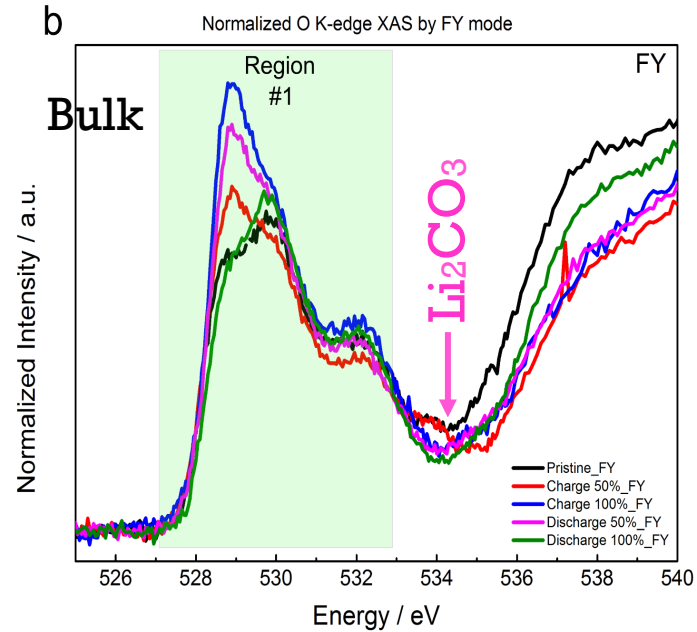 b
Normalized O K-edge XAS by FY mode
Region
#1
FY
Bulk
Li₂CO₃
Normalized Intensity / a.u.
Pristine_FY
Charge 50%_FY
Charge 100%_FY
Discharge 50%_FY
Discharge 100%_FY
526 528 530 532 534 536 538 540
Energy / eV